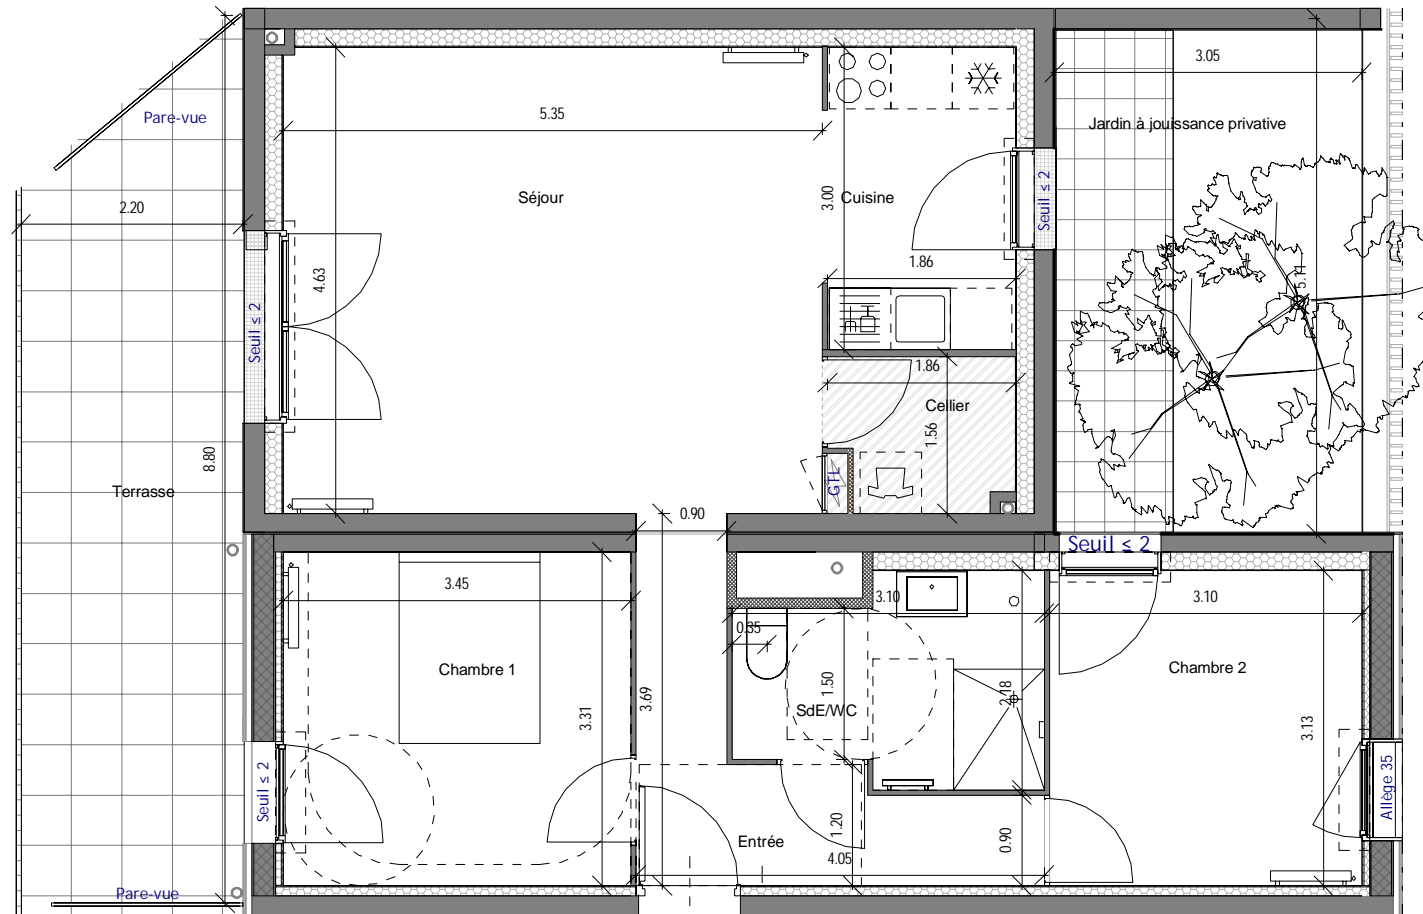 Pare-vue
3.05
5.35
Jardin à jouissance privative
Séjour
3.00
Cuisine
Seuil ≤ 2
2.20
1.86
4.63
5.11
Seuil ≤ 2
1.86
Cellier
1.56
8.80
GTL
Terrasse
0.90
Seuil ≤ 2
3.45
3.10
3.10
0.35
Chambre 1
Chambre 2
3.69
1.50
2.18
SdE/WC
3.31
3.13
Seuil ≤ 2
Allège 35
1.20
Entrée
0.90
4.05
Pare-vue